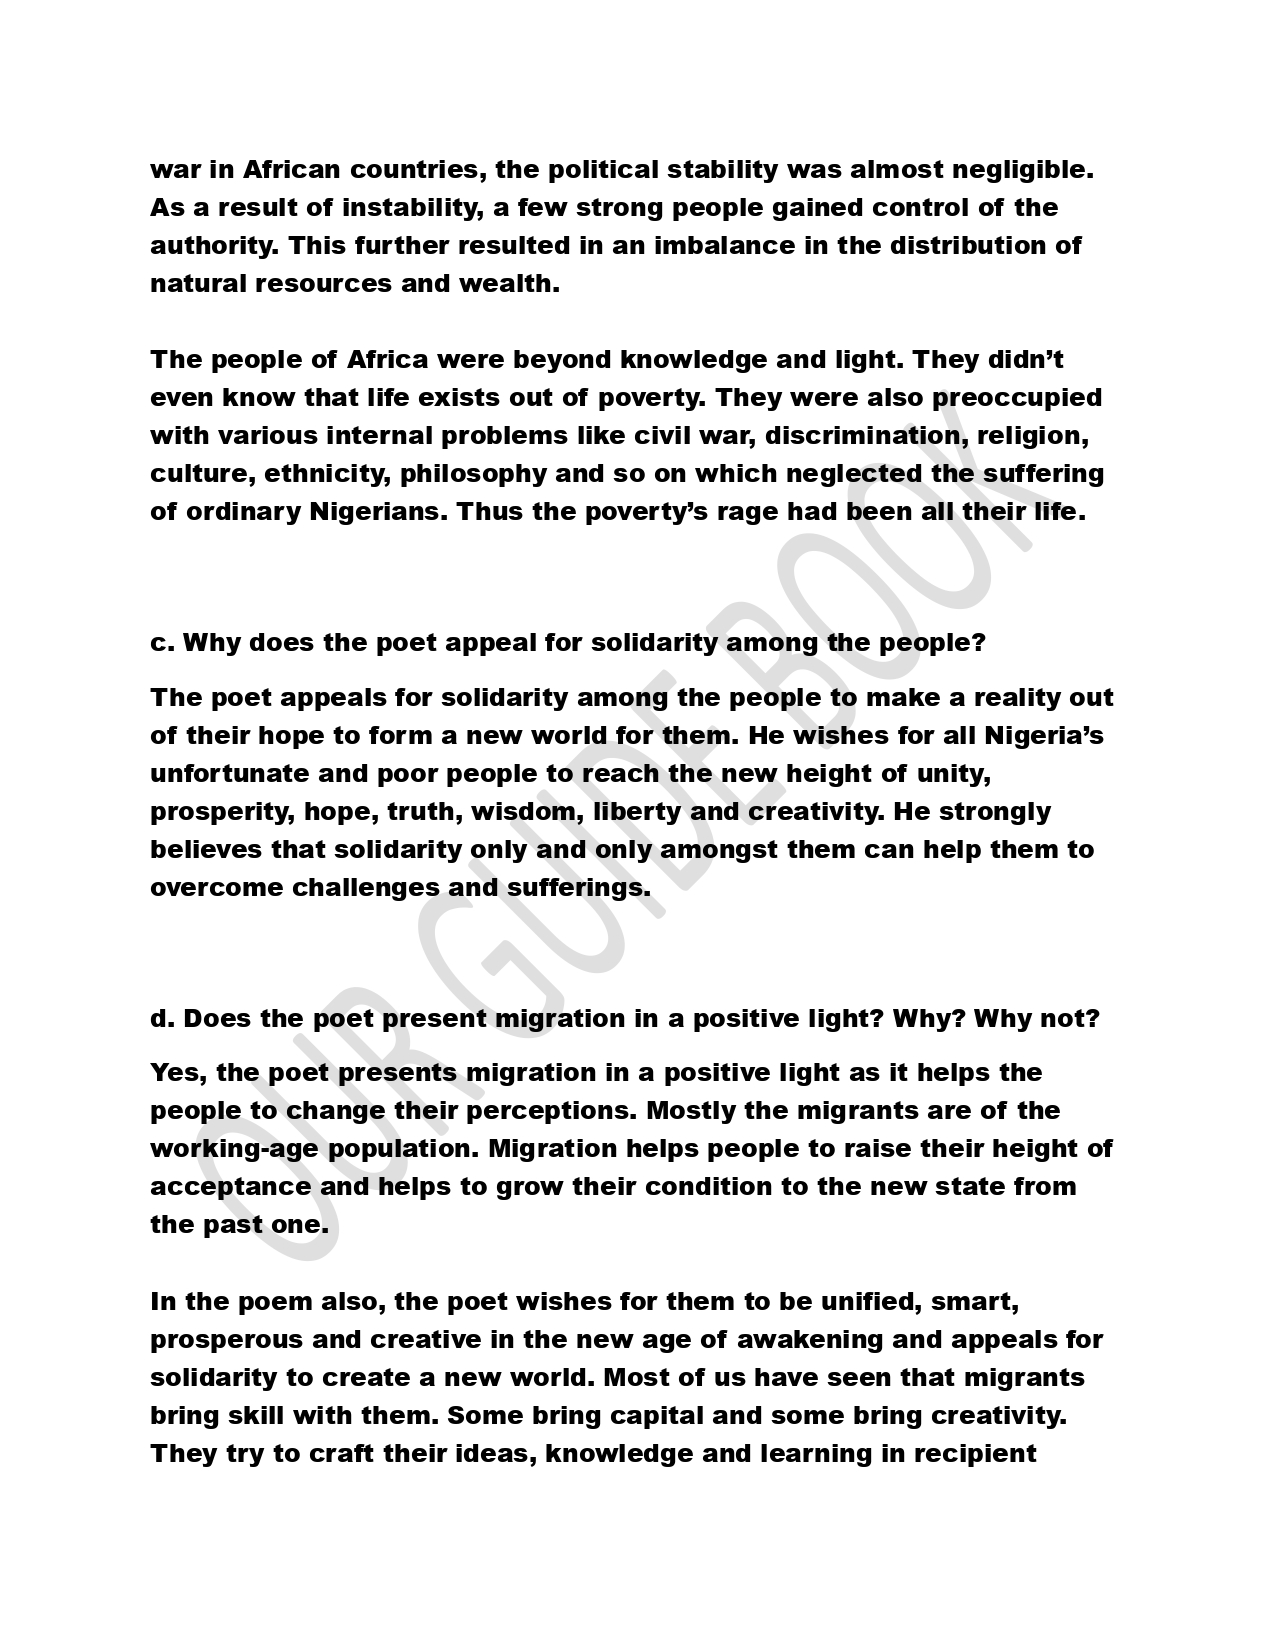 war in African countries, the political stability was almost negligible.
As a result of instability, a few strong people gained control of the
authority. This further resulted in an imbalance in the distribution of
natural resources and wealth.
The people of Africa were beyond knowledge and light. They didn’t
even know that life exists out of poverty. They were also preoccupied
with various internal problems like civil war, discrimination, religion,
culture, ethnicity, philosophy and so on which neglected the suffering
of ordinary Nigerians. Thus the poverty’s rage had been all their life.
c. Why does the poet appeal for solidarity among the people?
The poet appeals for solidarity among the people to make a reality out
of their hope to form a new world for them. He wishes for all Nigeria’s
unfortunate and poor people to reach the new height of unity,
prosperity, hope, truth, wisdom, liberty and creativity. He strongly
believes that solidarity only and only amongst them can help them to
overcome challenges and sufferings.
d. Does the poet present migration in a positive light? Why? Why not?
Yes, the poet presents migration in a positive light as it helps the
people to change their perceptions. Mostly the migrants are of the
working-age population. Migration helps people to raise their height of
acceptance and helps to grow their condition to the new state from
the past one.
In the poem also, the poet wishes for them to be unified, smart,
prosperous and creative in the new age of awakening and appeals for
solidarity to create a new world. Most of us have seen that migrants
bring skill with them. Some bring capital and some bring creativity.
They try to craft their ideas, knowledge and learning in recipient
OUR GUIDE BOOK